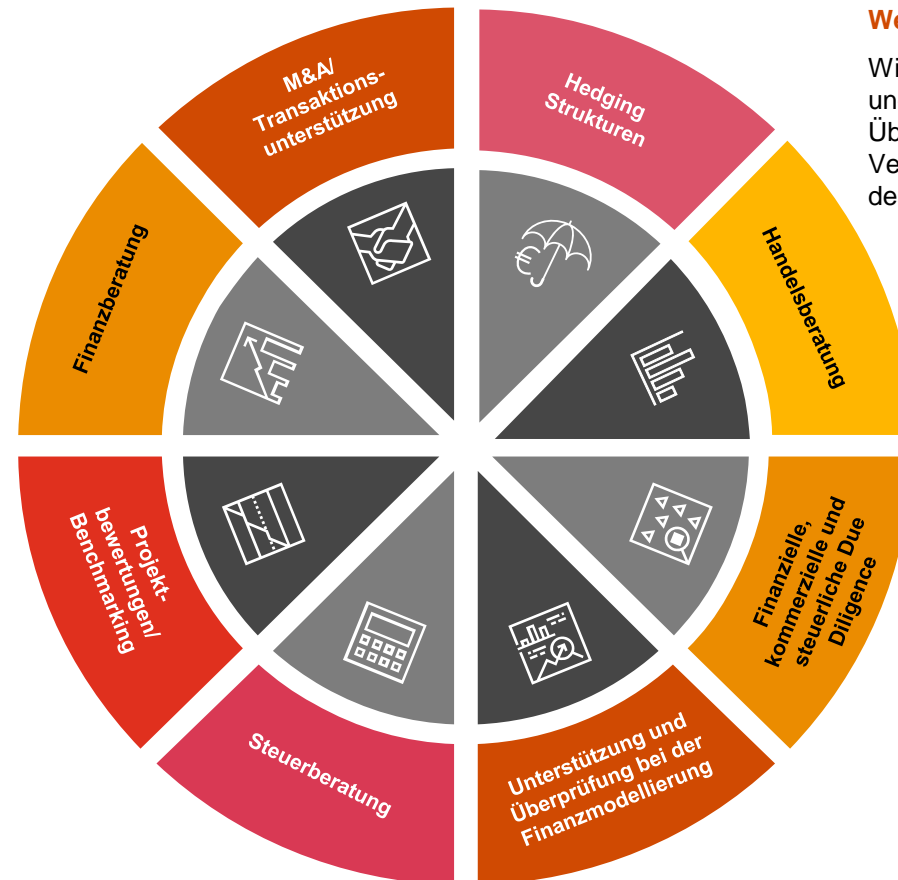 M&A/
Transaktions-
unterstützung
Hedging
Strukturen
Handelsberatung
Finanzielle,
kommerzielle und
steuerliche Due
Diligence
Unterstützung und
Überprüfung bei der
Finanzmodellierung
Steuerberatung
Projekt-
bewertungen/
Benchmarking
Finanzberatung